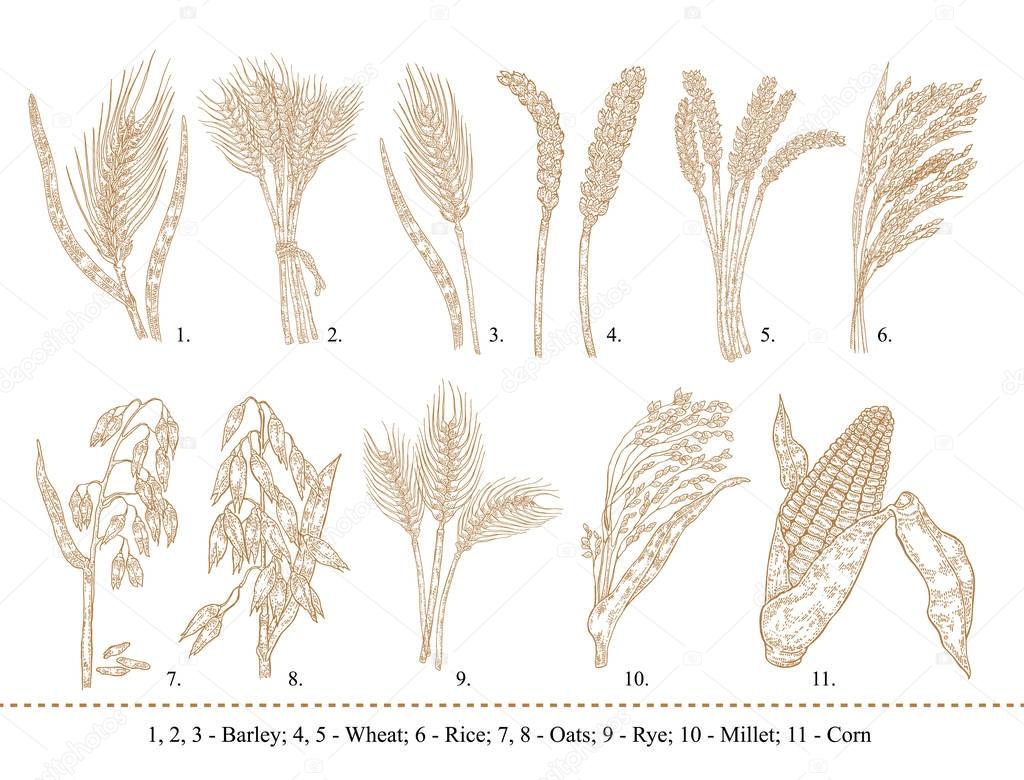 1. 2. 3. 4. 5. 6.
7. 8. 9. 10. 11.
1, 2, 3 - Barley; 4, 5 - Wheat; 6 - Rice; 7, 8 - Oats; 9 - Rye; 10 - Millet; 11 - Corn
depositphotos